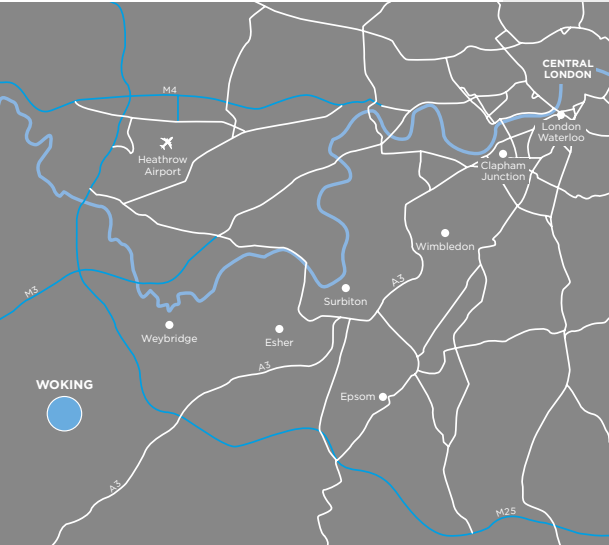 CENTRAL
LONDON
M4
London
Waterloo
Heathrow
Airport
Clapham
Junction
Wimbledon
A3
M3
Surbiton
Weybridge
Esher
A3
WOKING
Epsom
A3
M25